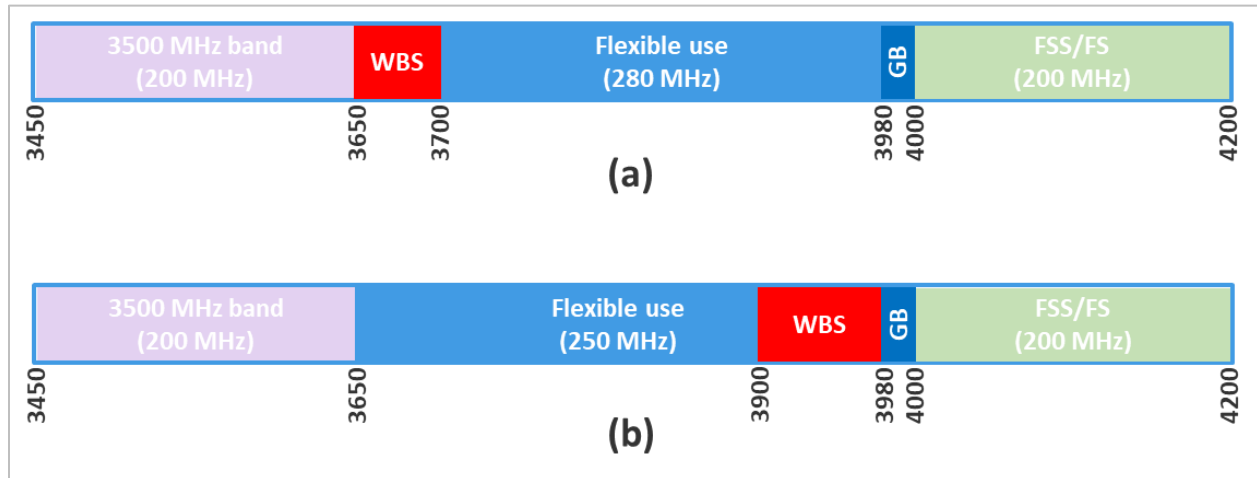 3500 MHz band
(200 MHz)
WBS
Flexible use
(280 MHz)
GB
FSS/FS
(200 MHz)
3450
3650
3700
3980
4000
4200
(a)
3500 MHz band
(200 MHz)
Flexible use
(250 MHz)
WBS
GB
FSS/FS
(200 MHz)
3450
3650
3900
3980
4000
4200
(b)